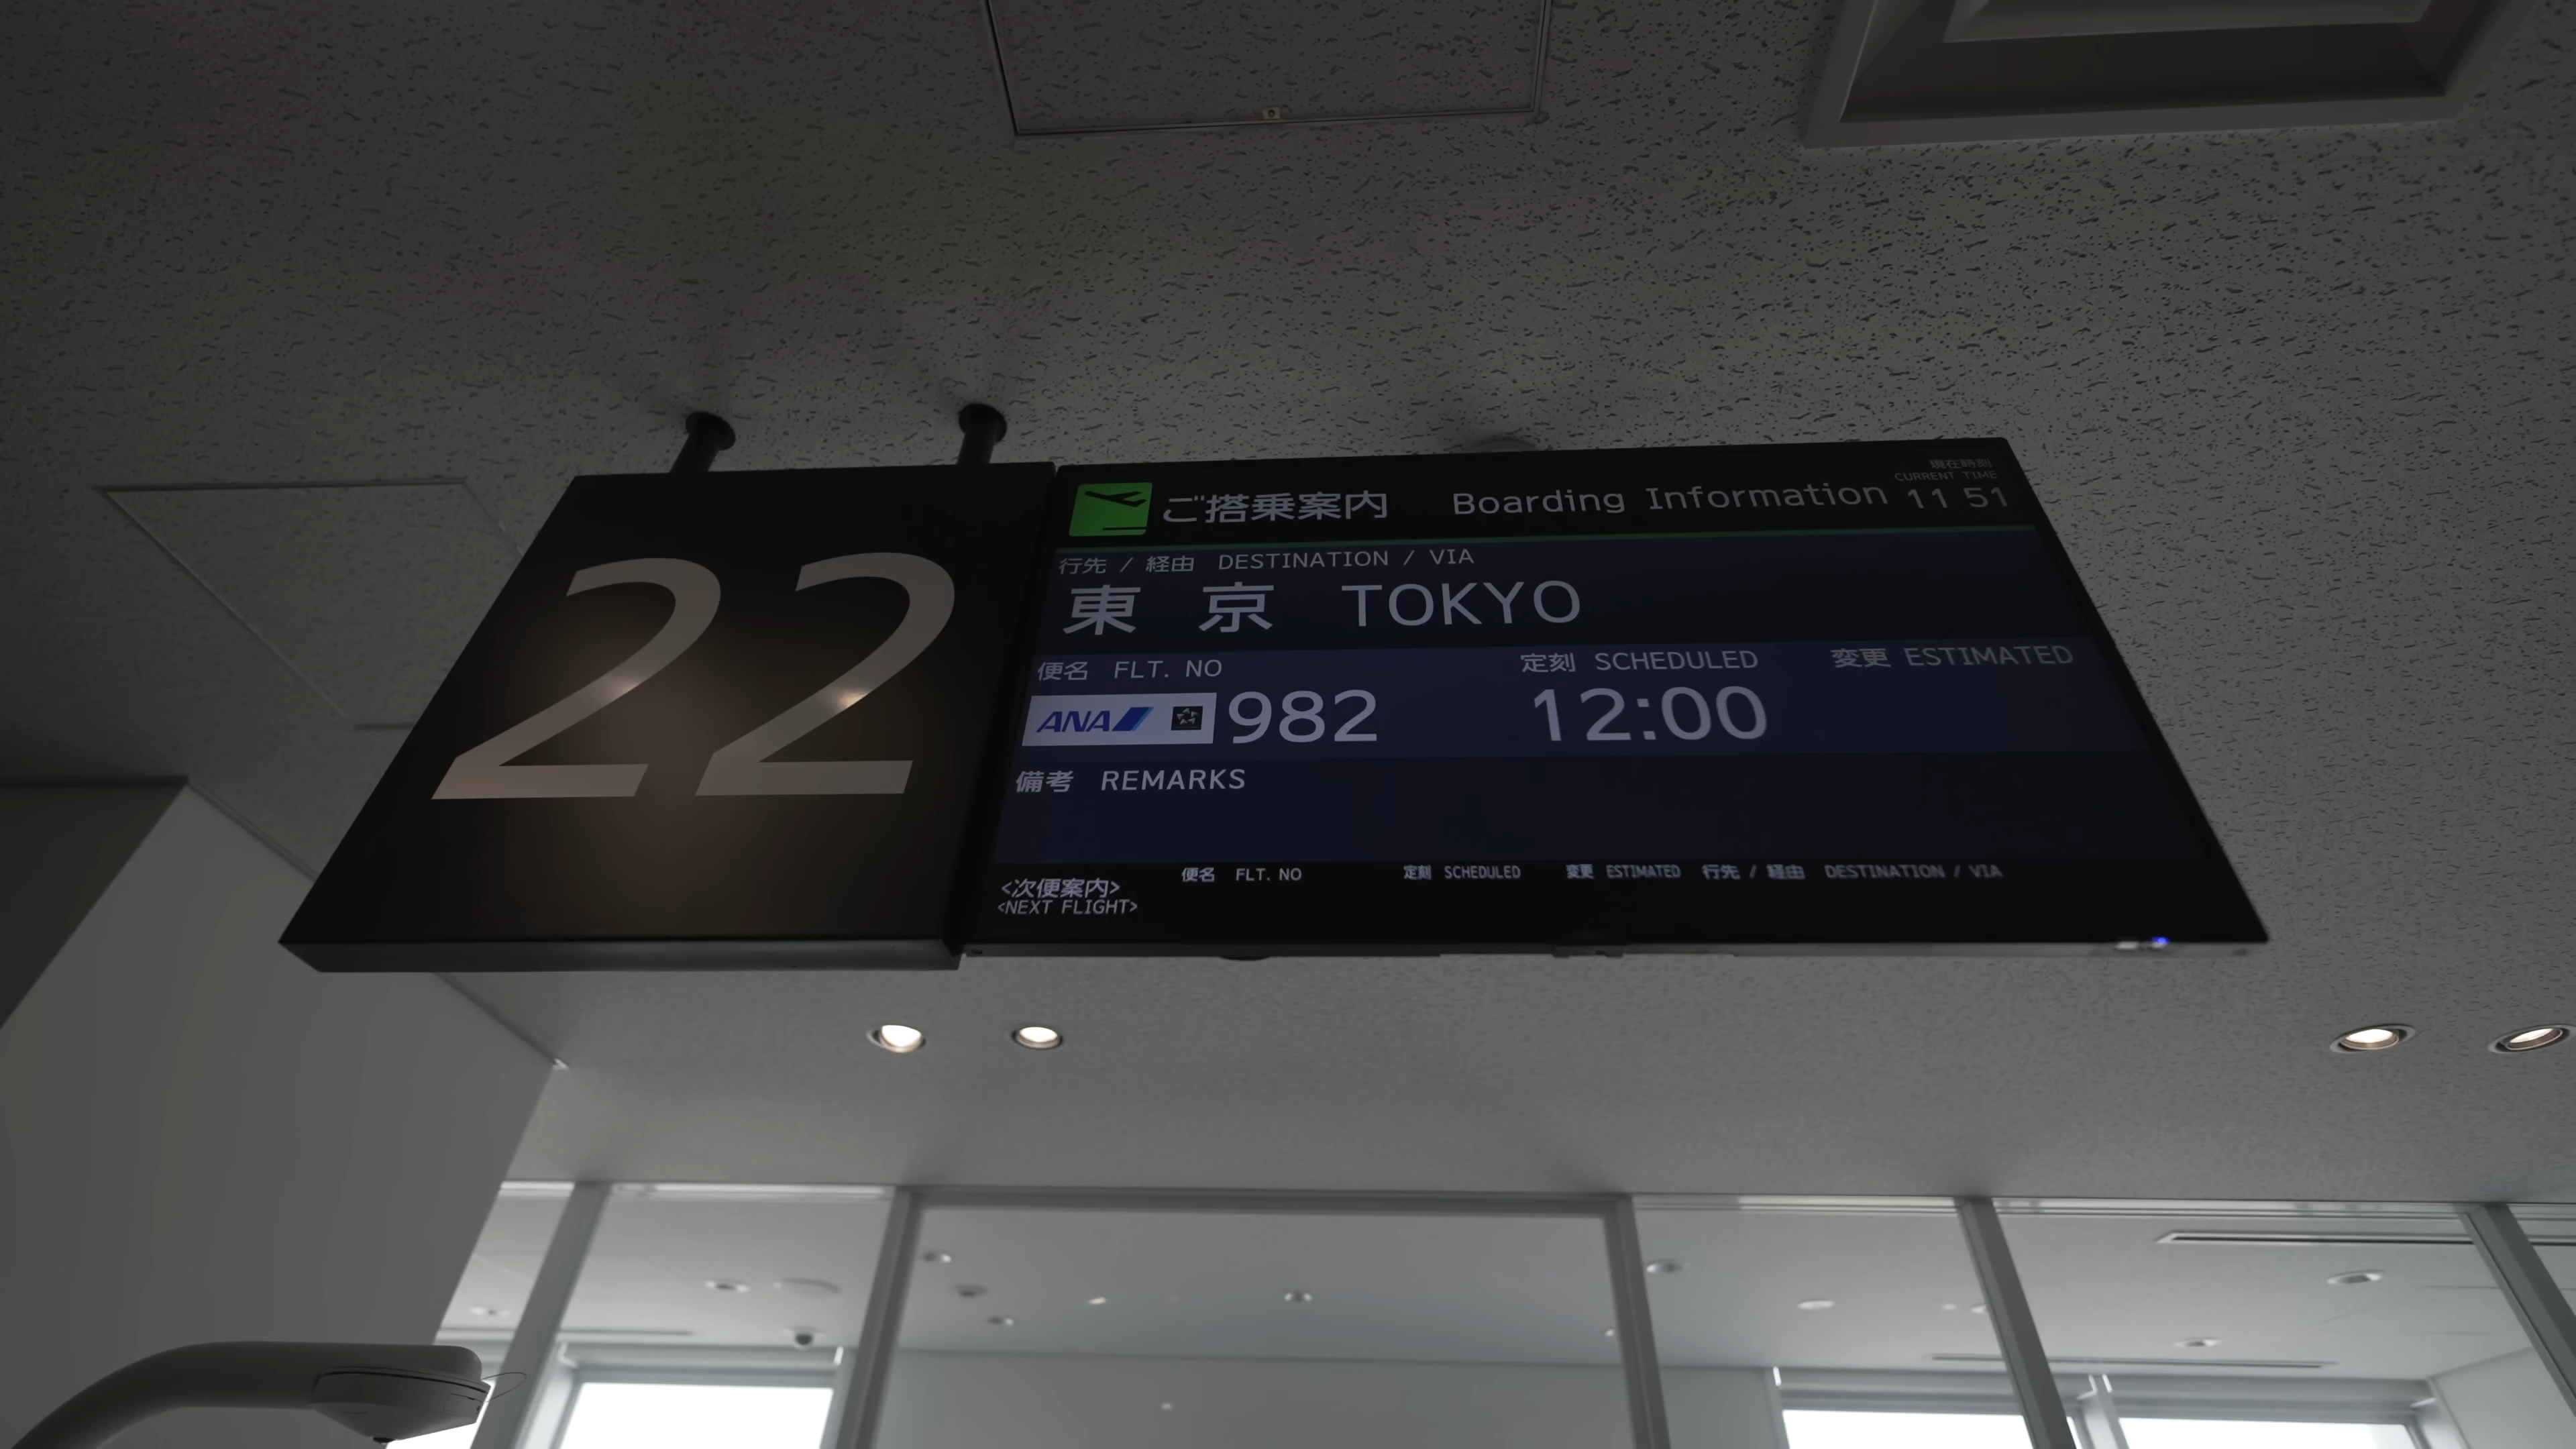 22
ご搭乗案内 Boarding Information
現在時刻
CURRENT TIME
11 51
行先 / 経由 DESTINATION / VIA
東 京 TOKYO
便名 FLT. NO 定刻 SCHEDULED 変更 ESTIMATED
ANA 982 12:00
備考 REMARKS
<次便案内> 便名 FLT. NO 定刻 SCHEDULED 変更 ESTIMATED 行先 / 経由 DESTINATION / VIA
<NEXT FLIGHT>